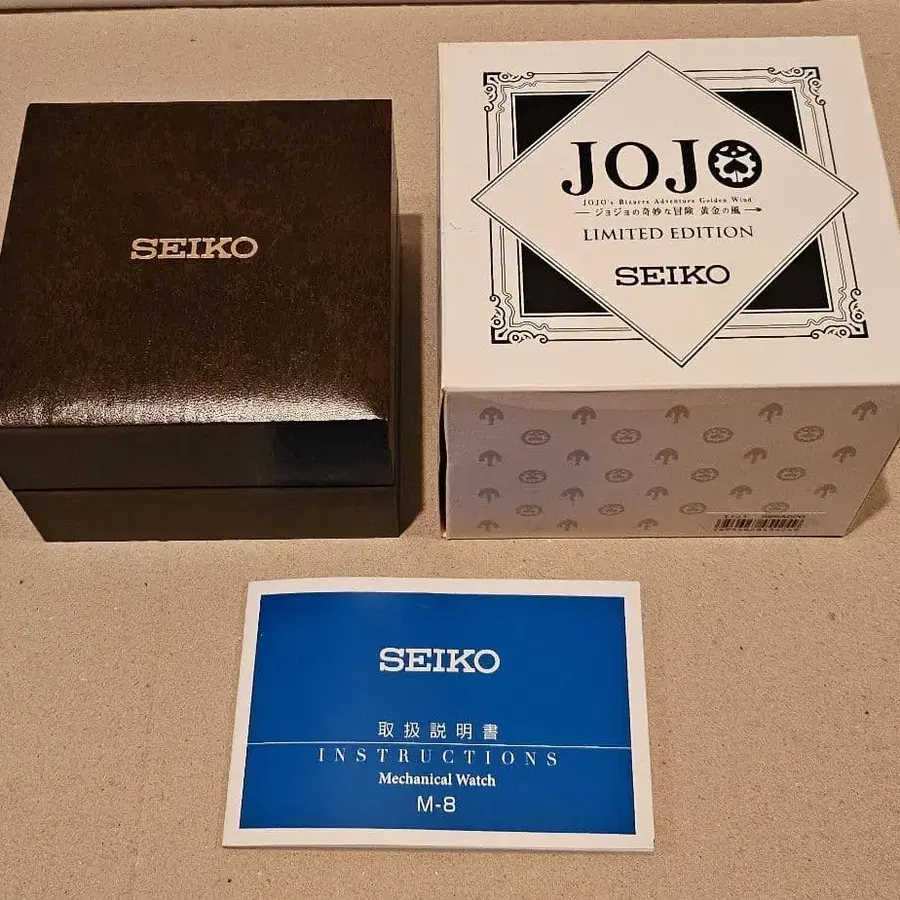 SEIKO
JOJO
JOJO's Bizarre Adventure Golden Wind
ジョジョの奇妙な冒険 黄金の風
LIMITED EDITION
SEIKO
SEIKO
取扱説明書
INSTRUCTIONS
Mechanical Watch
M-8